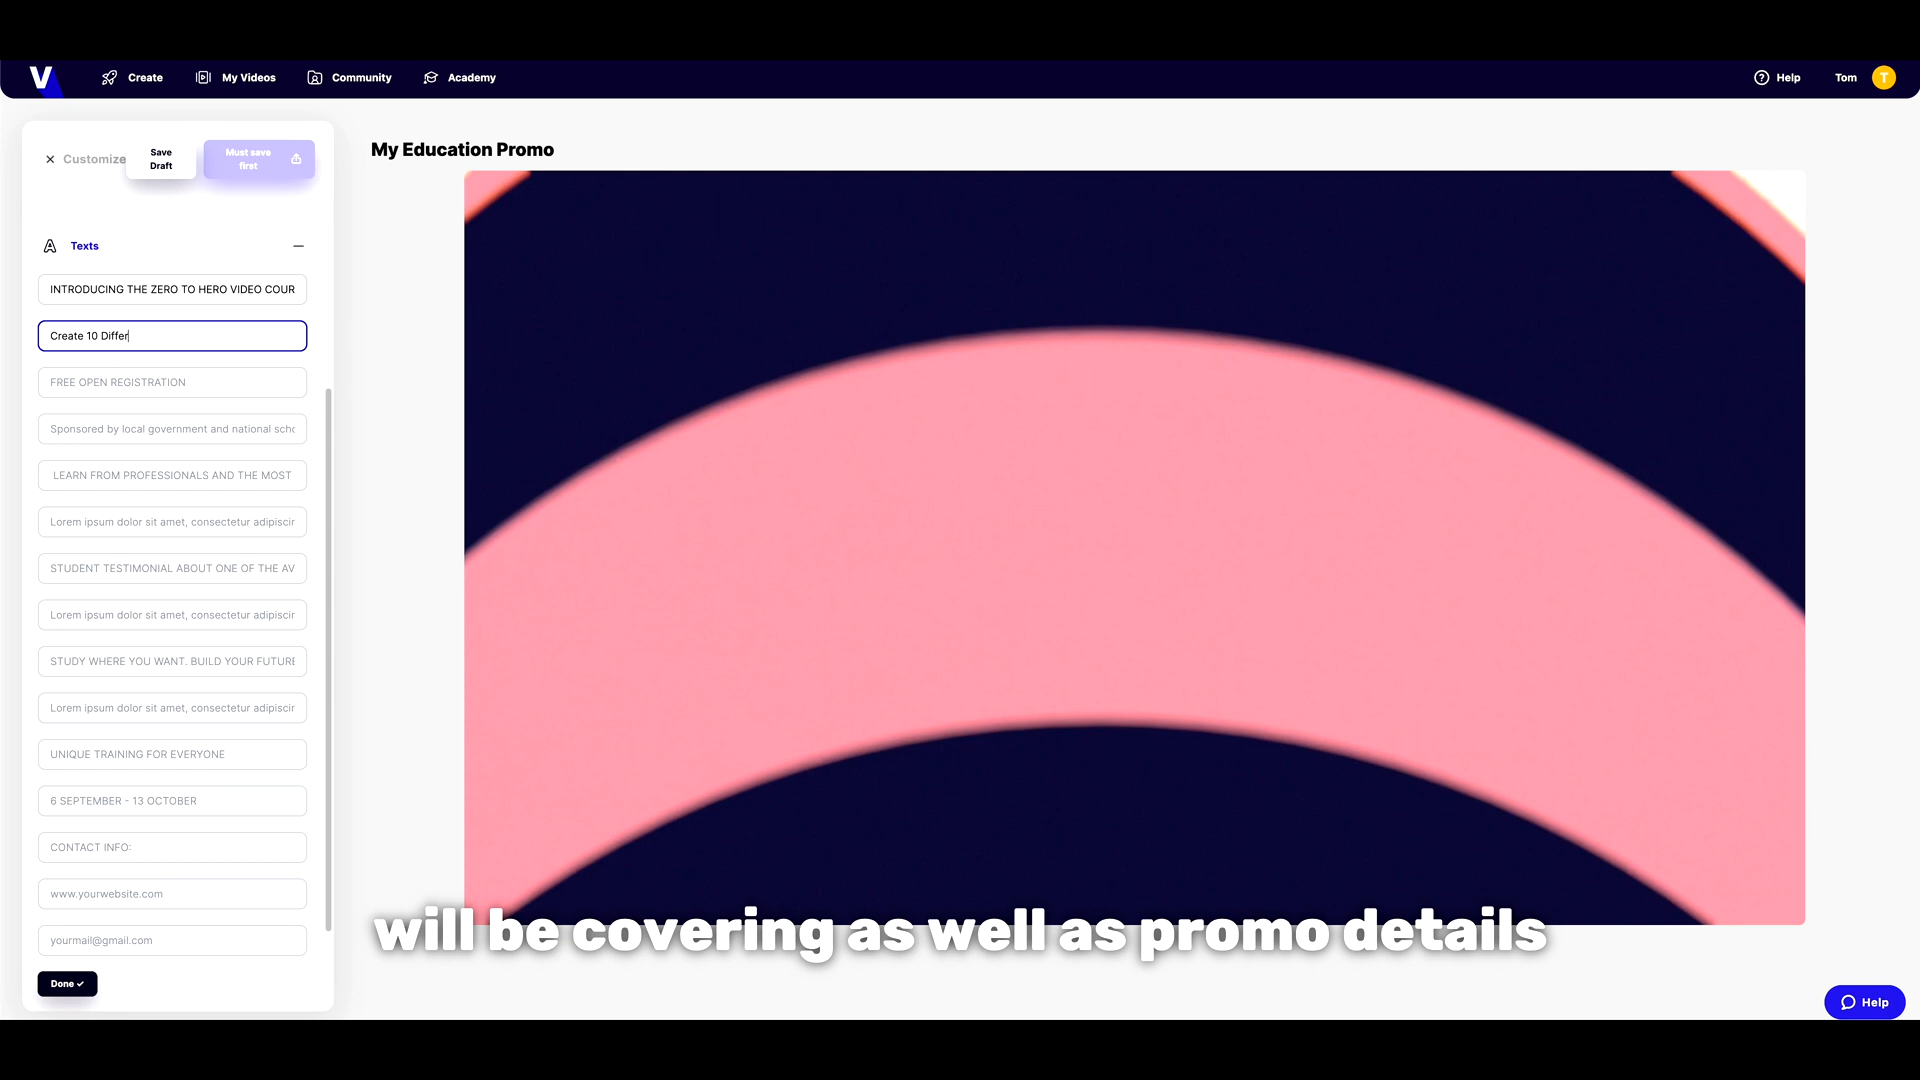 V Create My Videos Community Academy Help Tom T
Customize Save Draft Must save first
My Education Promo
Texts
INTRODUCING THE ZERO TO HERO VIDEO COUR
Create 10 Differ
FREE OPEN REGISTRATION
Sponsored by local government and national scho
LEARN FROM PROFESSIONALS AND THE MOST
Lorem ipsum dolor sit amet, consectetur adipiscin
STUDENT TESTIMONIAL ABOUT ONE OF THE AV
Lorem ipsum dolor sit amet, consectetur adipiscin
STUDY WHERE YOU WANT. BUILD YOUR FUTURE
Lorem ipsum dolor sit amet, consectetur adipiscin
UNIQUE TRAINING FOR EVERYONE
6 SEPTEMBER - 13 OCTOBER
CONTACT INFO:
www.yourwebsite.com
yourmail@gmail.com
Done
will be covering as well as promo details
Help